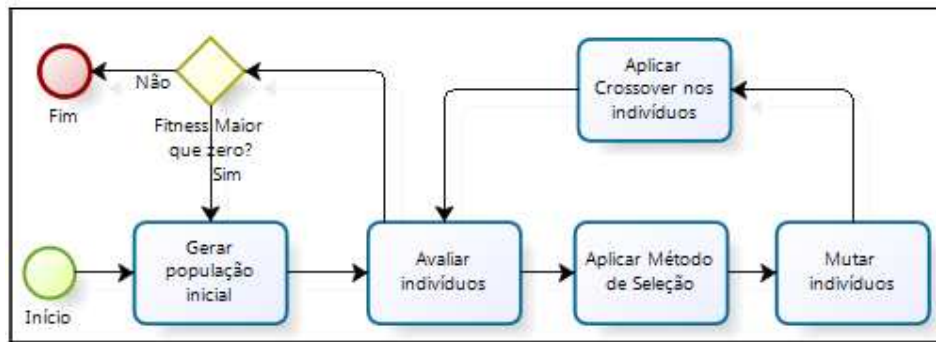 Aplicar
Crossover nos
indivíduos
Não
Fim
Fitness Maior
que zero?
Sim
Gerar
população
inicial
Avaliar
indivíduos
Aplicar Método
de Seleção
Mutar
indivíduos
Início